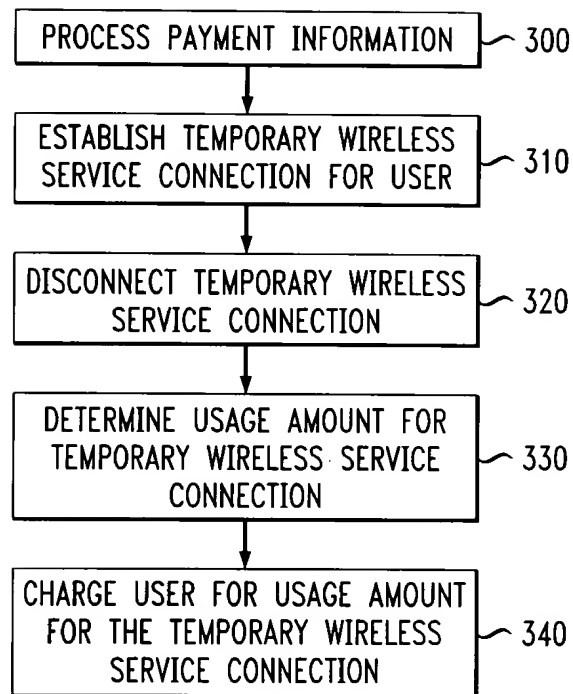 PROCESS PAYMENT INFORMATION
300
ESTABLISH TEMPORARY WIRELESS
SERVICE CONNECTION FOR USER
310
DISCONNECT TEMPORARY WIRELESS
SERVICE CONNECTION
320
DETERMINE USAGE AMOUNT FOR
TEMPORARY WIRELESS SERVICE
CONNECTION
330
CHARGE USER FOR USAGE AMOUNT
FOR THE TEMPORARY WIRELESS
SERVICE CONNECTION
340